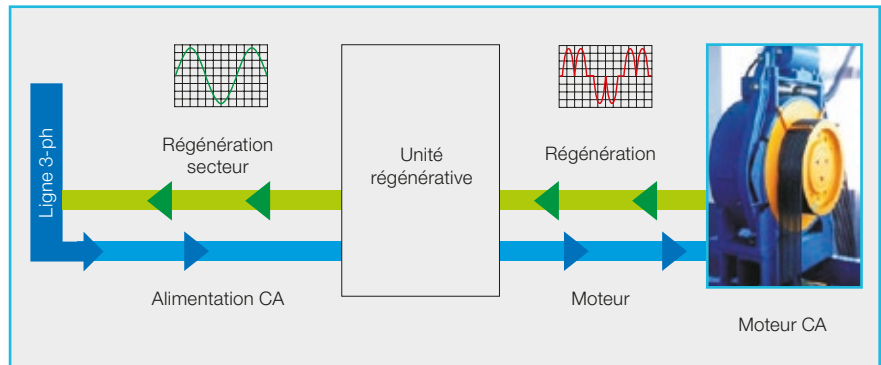 Ligne 3-ph
Régénération
secteur
Unité
régénérative
Régénération
Alimentation CA
Moteur
Moteur CA